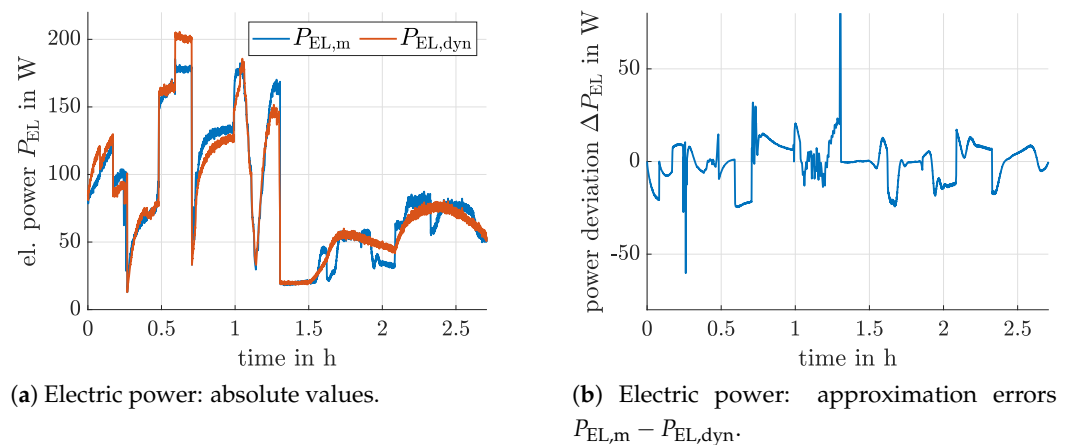 el. power P_EL in W
200
150
100
50
0
P_EL,m
P_EL,dyn
0 0.5 1 1.5 2 2.5
time in h
(a) Electric power: absolute values.
power deviation ΔP_EL in W
50
0
-50
0 0.5 1 1.5 2 2.5
time in h
(b) Electric power: approximation errors
P_EL,m − P_EL,dyn.